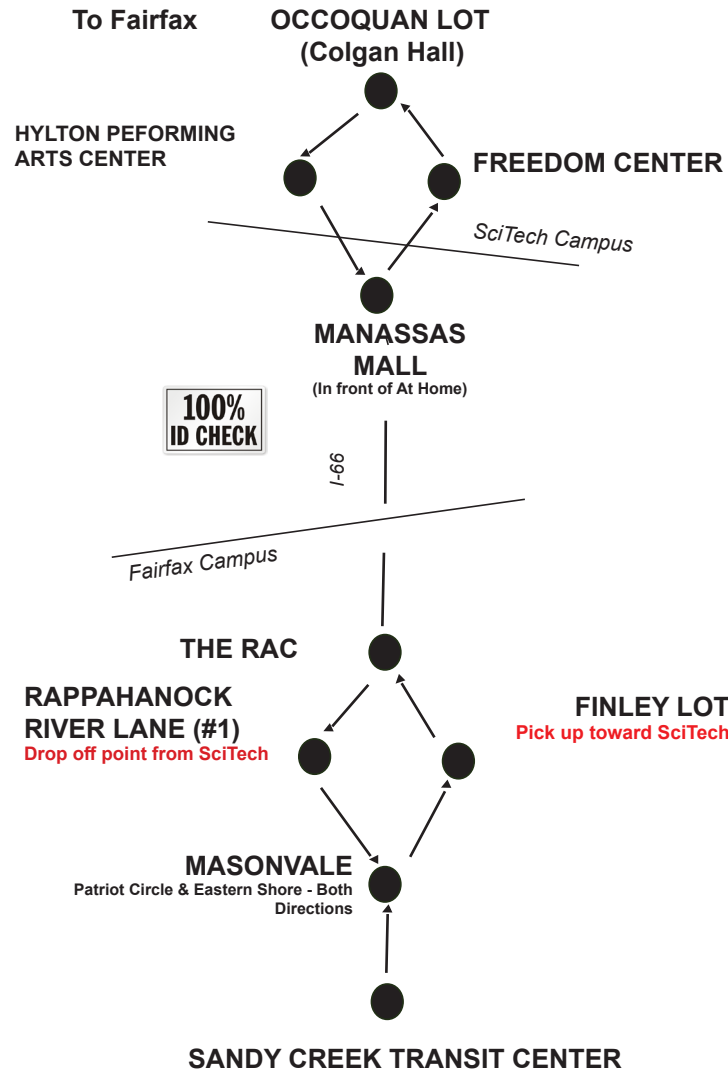 To Fairfax
OCCOQUAN LOT
(Colgan Hall)
HYLTON PEFORMING
ARTS CENTER
FREEDOM CENTER
SciTech Campus
MANASSAS
MALL
(In front of At Home)
100%
ID CHECK
I-66
Fairfax Campus
THE RAC
RAPPAHANOCK
RIVER LANE (#1)
Drop off point from SciTech
FINLEY LOT
Pick up toward SciTech
MASONVALE
Patriot Circle & Eastern Shore - Both
Directions
SANDY CREEK TRANSIT CENTER